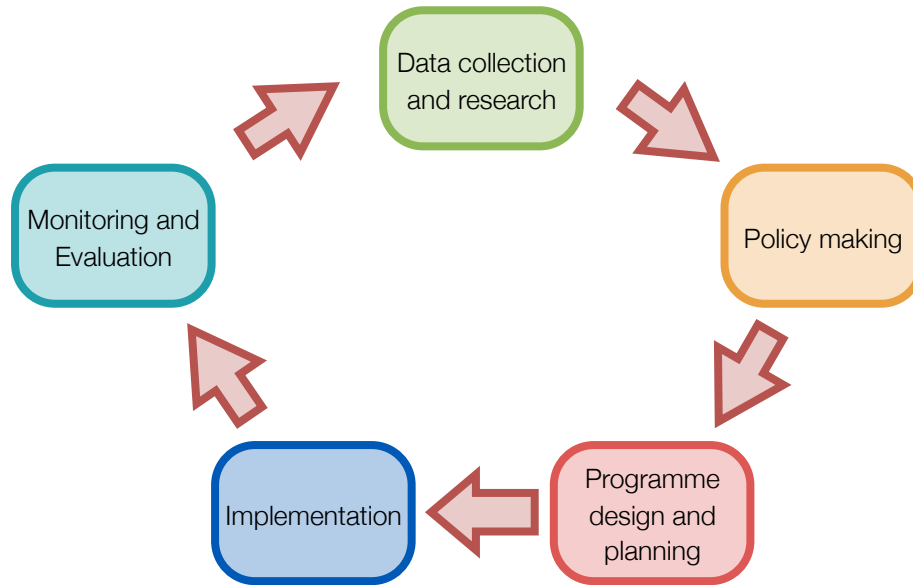 Data collection
and research
Policy making
Programme
design and
planning
Implementation
Monitoring and
Evaluation